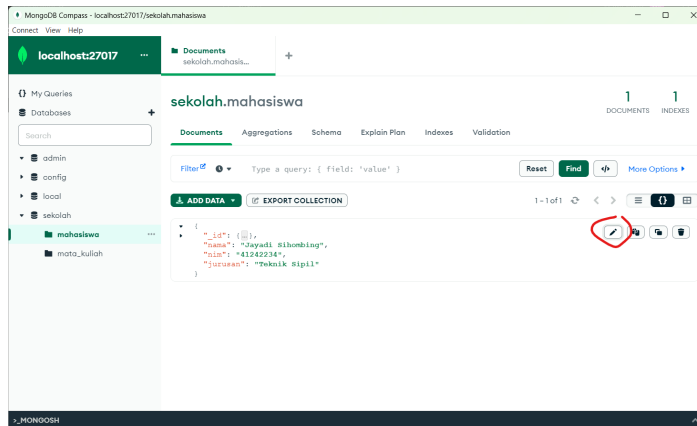 MongoDB Compass - localhost:27017/sekolah.mahasiswa
Connect View Help
localhost:27017 ...
Documents
sekolah.mahasis...
+
{} My Queries
Databases +
Search
admin
config
local
sekolah
mahasiswa ...
mata_kuliah
sekolah.mahasiswa
1
DOCUMENTS
1
INDEXES
Documents Aggregations Schema Explain Plan Indexes Validation
Filter Type a query: { field: 'value' } Reset Find </> More Options
ADD DATA EXPORT COLLECTION 1 – 1 of 1 {}
{
"_id": {...},
"nama": "Jayadi Sihombing",
"nim": "41242234",
"jurusan": "Teknik Sipil"
}
>_MONGOSH